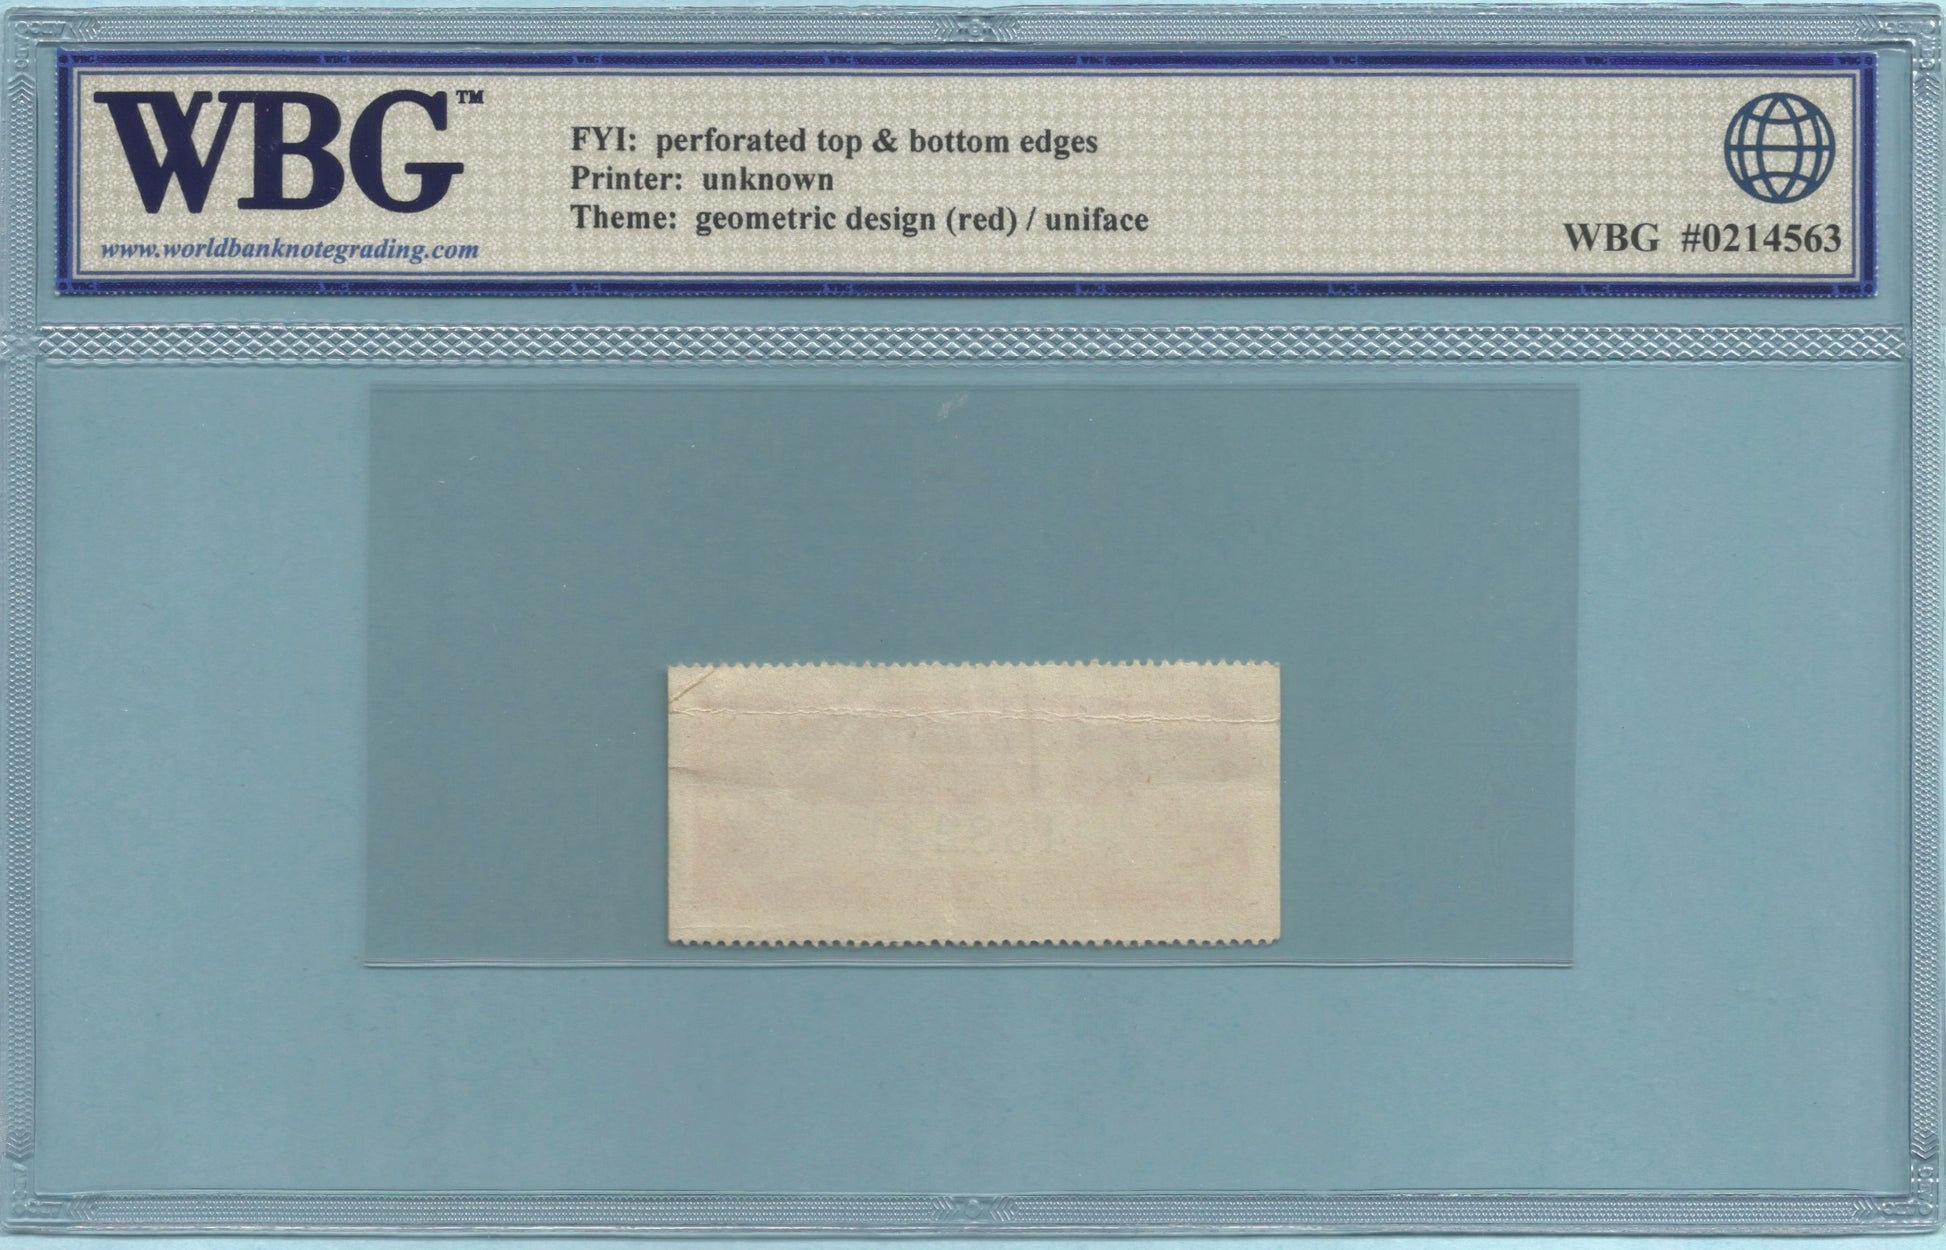 WBG™
www.worldbanknotegrading.com
FYI: perforated top & bottom edges
Printer: unknown
Theme: geometric design (red) / uniface
WBG #0214563